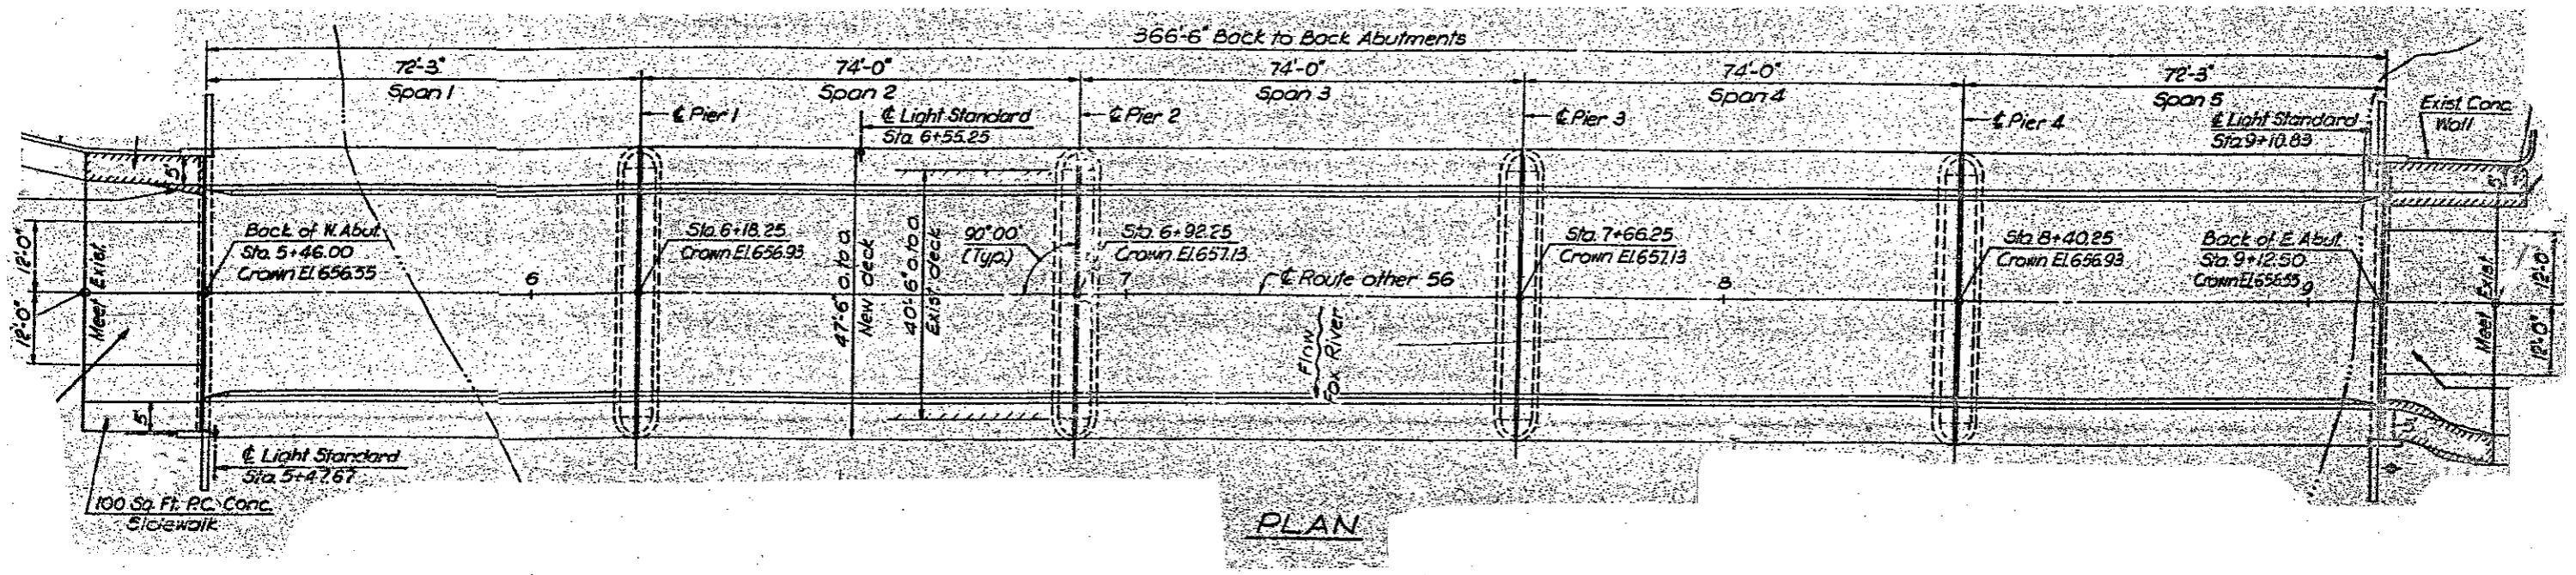 366'-6" Back to Back Abutments
72'-3"
Span 1
74'-0"
Span 2
74'-0"
Span 3
74'-0"
Span 4
72'-3"
Span 5
℄ Pier 1
℄ Light Standard
Sta. 6+55.25
℄ Pier 2
℄ Pier 3
℄ Pier 4
℄ Light Standard
Sta. 9+10.83
Exist. Conc.
Wall
5'
5'
12'-0"
12'-0"
Meet Exist.
Back of W. Abut.
Sta. 5+46.00
Crown El. 656.55
6
Sta. 6+18.25
Crown El. 656.93
47'-6" o. to o.
New deck
40'-6" o. to o.
Exist. deck
90°00'
(Typ.)
Sta. 6+92.25
Crown El. 657.13
7
℄ Route other 56
Flow
Fox River
Sta. 7+66.25
Crown El. 657.13
8
Sta. 8+40.25
Crown El. 656.93
Back of E. Abut.
Sta. 9+12.50
Crown El. 656.55
9
Meet Exist.
12'-0"
12'-0"
5'
5'
℄ Light Standard
Sta. 5+47.67
100 Sq. Ft. P.C. Conc.
Sidewalk
PLAN